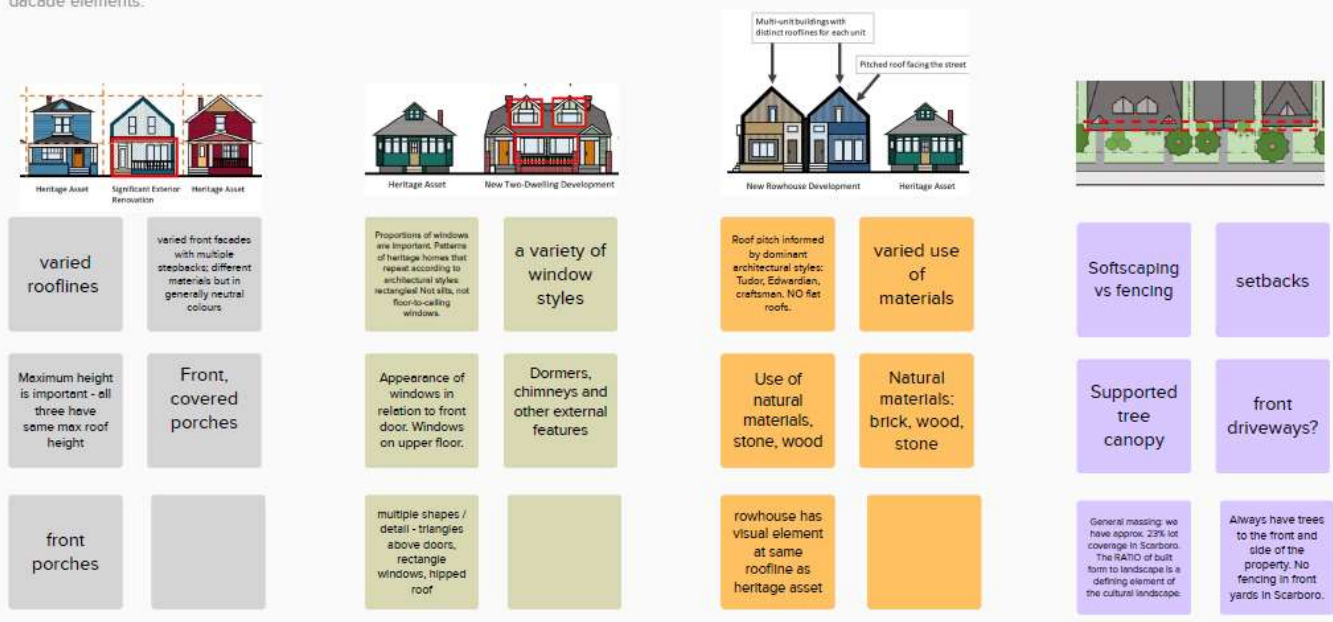 dacade elements.
Multi-unit buildings with
distinct rooflines for each unit
Pitched roof facing the street
Heritage Asset
Significant Exterior
Renovation
Heritage Asset
Heritage Asset
New Two-Dwelling Development
New Rowhouse Development
Heritage Asset
varied
rooflines
varied front facades
with multiple
stepbacks; different
materials but in
generally neutral
colours
Maximum height
is important - all
three have
same max roof
height
Front,
covered
porches
front
porches
Proportions of windows
are important. Patterns
of heritage homes that
repeat according to
architectural styles
rectangles! Not slits, not
floor-to-ceiling
windows.
a variety of
window
styles
Appearance of
windows in
relation to front
door. Windows
on upper floor.
Dormers,
chimneys and
other external
features
multiple shapes /
detail - triangles
above doors,
rectangle
windows, hipped
roof
Roof pitch informed
by dominant
architectural styles:
Tudor, Edwardian,
craftsman. NO flat
roofs.
varied use
of
materials
Use of
natural
materials,
stone, wood
Natural
materials:
brick, wood,
stone
rowhouse has
visual element
at same
roofline as
heritage asset
Softscaping
vs fencing
setbacks
Supported
tree
canopy
front
driveways?
General massing: we
have approx. 23% lot
coverage in Scarboro.
The RATIO of built
form to landscape is a
defining element of
the cultural landscape.
Always have trees
to the front and
side of the
property. No
fencing in front
yards in Scarboro.